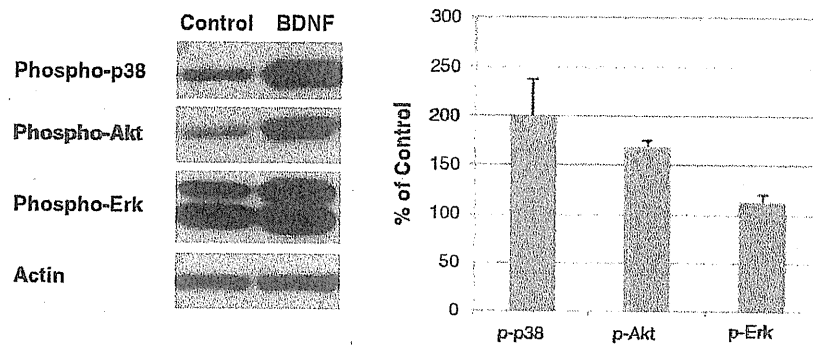 Control BDNF
Phospho-p38
Phospho-Akt
Phospho-Erk
Actin
% of Control
300
250
200
150
100
50
0
p-p38 p-Akt p-Erk